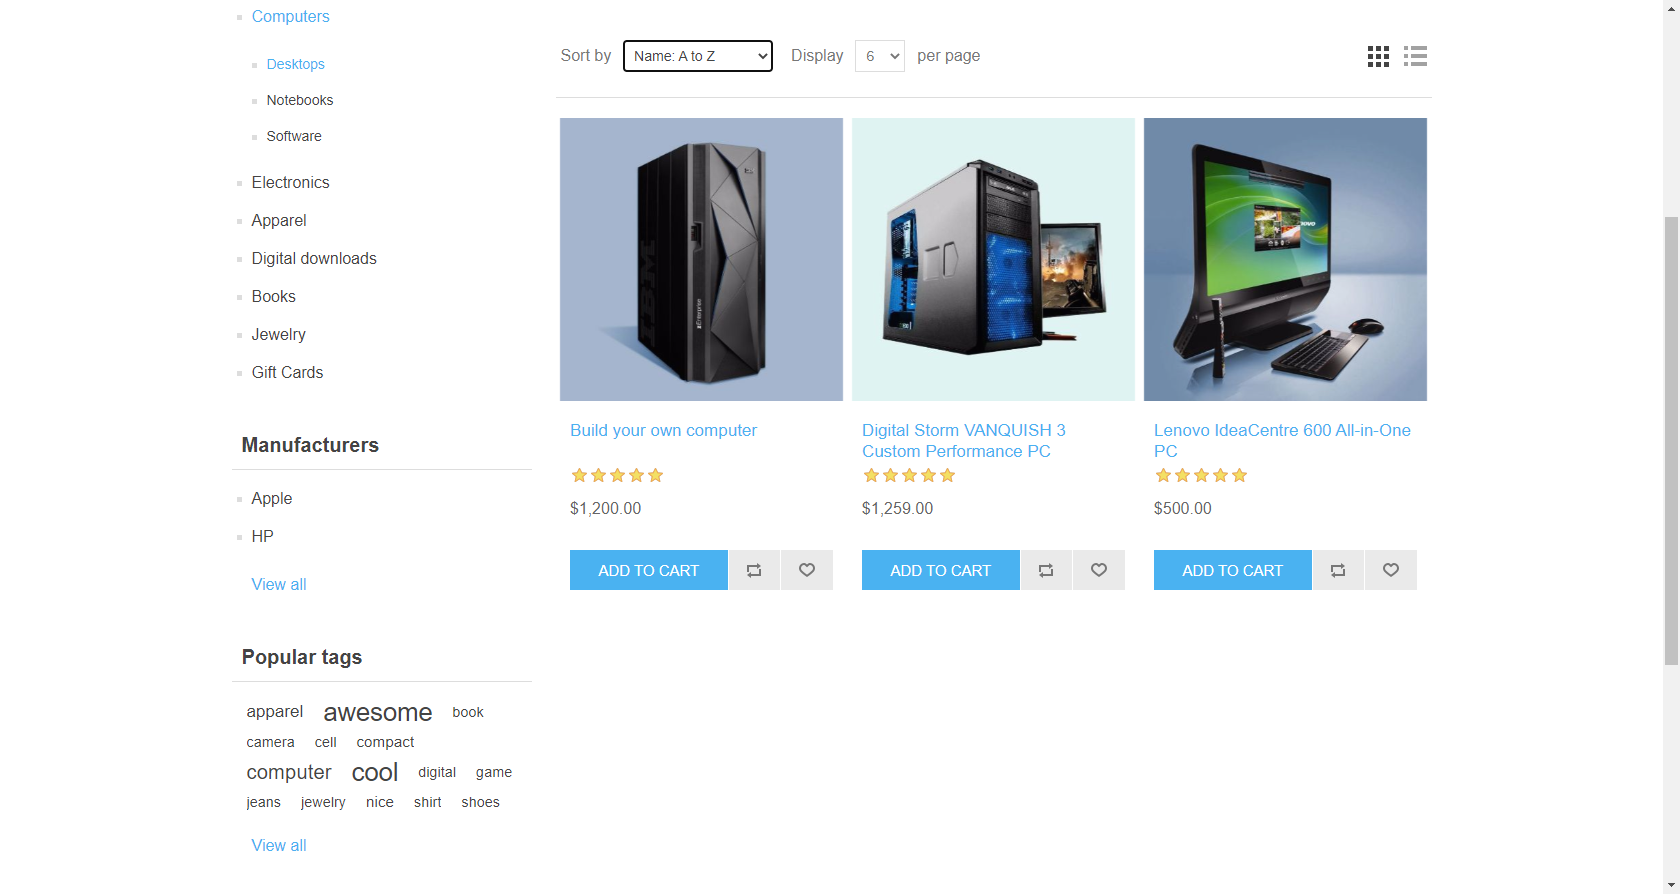 Computers
Desktops
Notebooks
Software
Electronics
Apparel
Digital downloads
Books
Jewelry
Gift Cards
Manufacturers
Apple
HP
View all
Popular tags
apparel awesome book
camera cell compact
computer cool digital game
jeans jewelry nice shirt shoes
View all
Sort by Name: A to Z Display 6 per page
IBM
zEnterprise
Build your own computer
$1,200.00
ADD TO CART
Digital Storm VANQUISH 3
Custom Performance PC
$1,259.00
ADD TO CART
Lenovo IdeaCentre 600 All-in-One
PC
$500.00
ADD TO CART